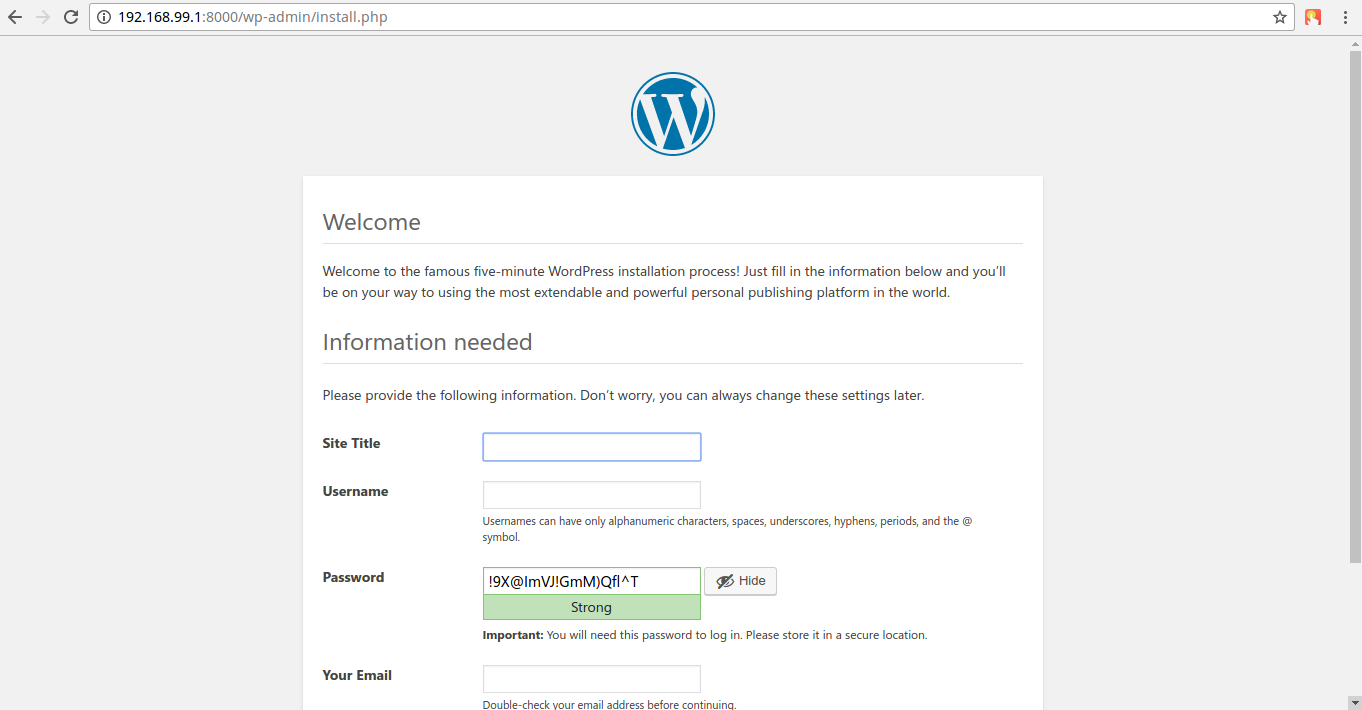 192.168.99.1:8000/wp-admin/install.php
W
Welcome
Welcome to the famous five-minute WordPress installation process! Just fill in the information below and you’ll
be on your way to using the most extendable and powerful personal publishing platform in the world.
Information needed
Please provide the following information. Don’t worry, you can always change these settings later.
Site Title
Username
Usernames can have only alphanumeric characters, spaces, underscores, hyphens, periods, and the @
symbol.
Password
!9X@ImVJ!GmM)Qfl^T
Hide
Strong
Important: You will need this password to log in. Please store it in a secure location.
Your Email
Double-check your email address before continuing.